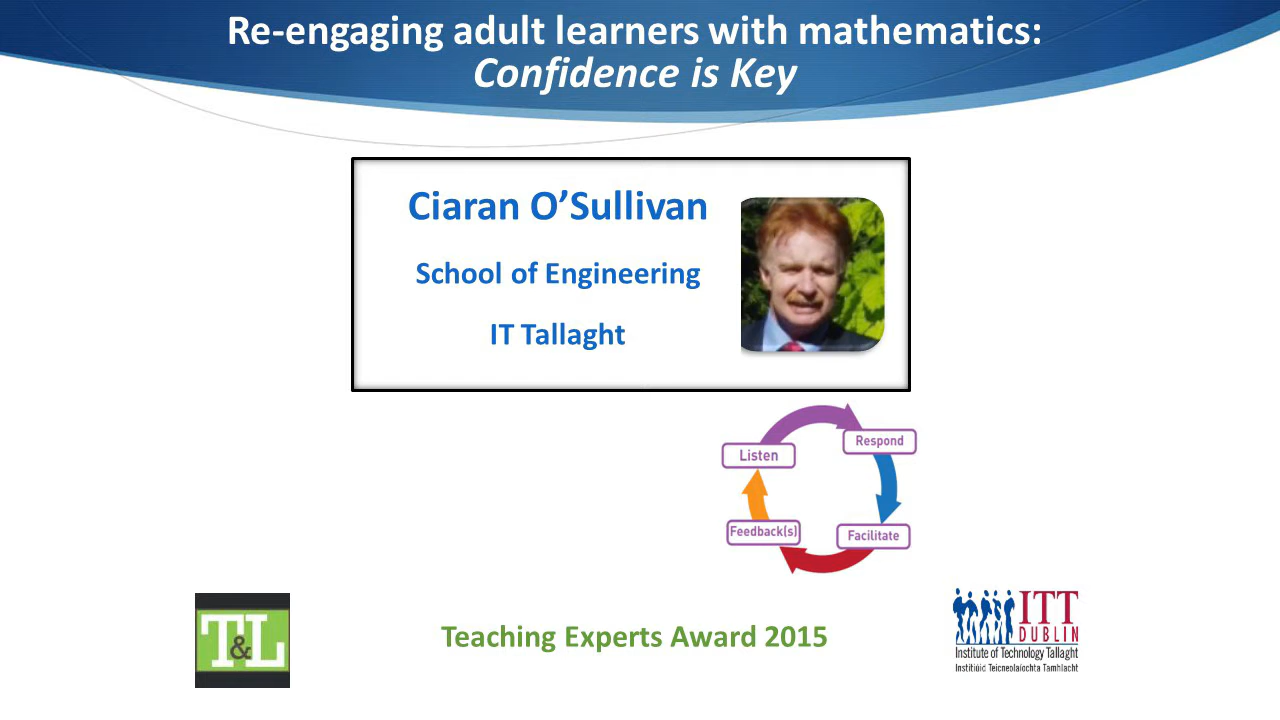 Re-engaging adult learners with mathematics:
Confidence is Key
Ciaran O’Sullivan
School of Engineering
IT Tallaght
Listen
Respond
Feedback(s)
Facilitate
T&L
Teaching Experts Award 2015
ITT
DUBLIN
Institute of Technology Tallaght
Institiúid Teicneolaíochta Tamhlacht